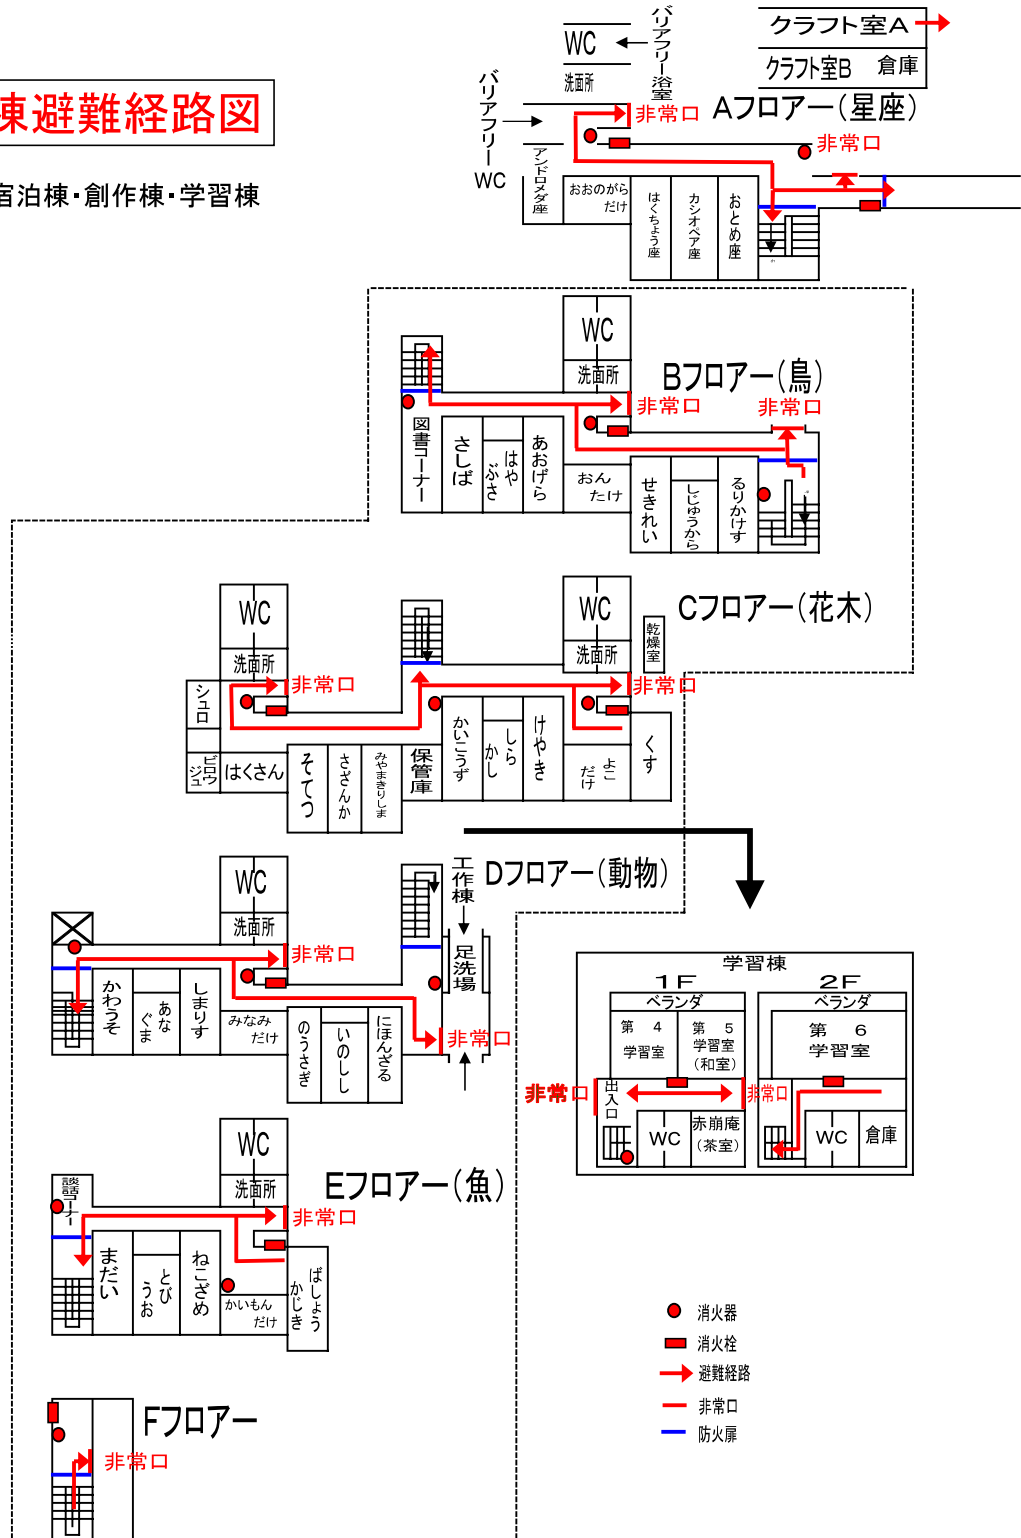 棟避難経路図
宿泊棟・創作棟・学習棟
クラフト室A
クラフト室B 倉庫
WC
洗面所
バリアフリー浴室
バリアフリーWC
Aフロアー(星座)
非常口
非常口
アンドロメダ座
おおのがら
だけ
はくちょう座
カシオペア座
おとめ座
WC
洗面所
Bフロアー(鳥)
非常口
非常口
図書コーナー
さしば
はや
ぶさ
あおげら
おん
たけ
せきれい
しじゅうから
るりかけす
WC
洗面所
WC
洗面所
乾燥室
Cフロアー(花木)
非常口
非常口
シュロ
ビロウ
ジュ
はくさん
そてつ
さざんか
みやまきりしま
保管庫
かいこうず
しら
かし
けやき
よこ
だけ
くす
WC
洗面所
工作棟
Dフロアー(動物)
非常口
足洗場
非常口
かわうそ
あな
ぐま
しまりす
みなみ
だけ
のうさぎ
いのしし
にほんざる
学習棟
1F
2F
ベランダ
ベランダ
第 4
学習室
第 5
学習室
(和室)
第 6
学習室
非常口
出入口
非常口
WC
赤崩庵
(茶室)
WC
倉庫
WC
洗面所
談話コーナー
Eフロアー(魚)
非常口
まだい
とび
うお
ねこざめ
かいもん
だけ
ばしょう
かじき
消火器
消火栓
避難経路
非常口
防火扉
Fフロアー
非常口